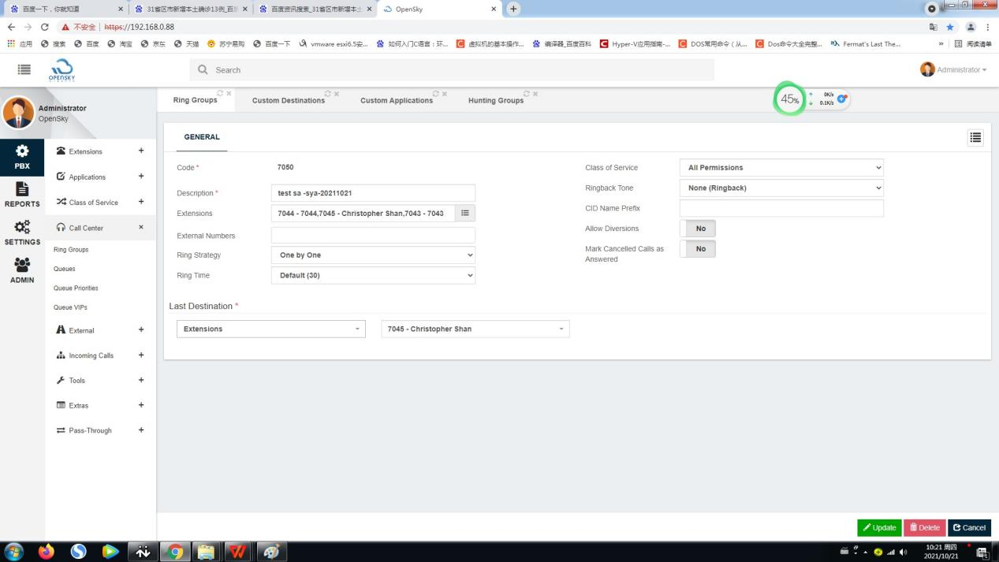 百度一下，你就知道
31省区市新增本土确诊13例_百度
百度资讯搜索_31省区市新增本土
OpenSky
不安全 | https://192.168.0.88
应用 搜索 百度 淘宝 京东 天猫 苏宁易购 百度一下 vmware esxi6.5安... 如何入门C语言：环... 虚拟机的基本操作... 编译器_百度百科 Hyper-V应用指南-... DOS常用命令（从... Dos命令大全完整... Fermat's Last The... » 阅读清单
OPENSKY
Search
Administrator
Administrator
OpenSky
Ring Groups
Custom Destinations
Custom Applications
Hunting Groups
45%
0K/s
0.1K/s
PBX
REPORTS
SETTINGS
ADMIN
Extensions +
Applications +
Class of Service +
Call Center ×
Ring Groups
Queues
Queue Priorities
Queue VIPs
External +
Incoming Calls +
Tools +
Extras +
Pass-Through +
GENERAL
Code * 7050
Description * test sa -sya-20211021
Extensions 7044 - 7044,7045 - Christopher Shan,7043 - 7043
External Numbers
Ring Strategy One by One
Ring Time Default (30)
Class of Service All Permissions
Ringback Tone None (Ringback)
CID Name Prefix
Allow Diversions No
Mark Cancelled Calls as
Answered
No
Last Destination *
Extensions
7045 - Christopher Shan
Update
Delete
Cancel
10:21 周四
2021/10/21